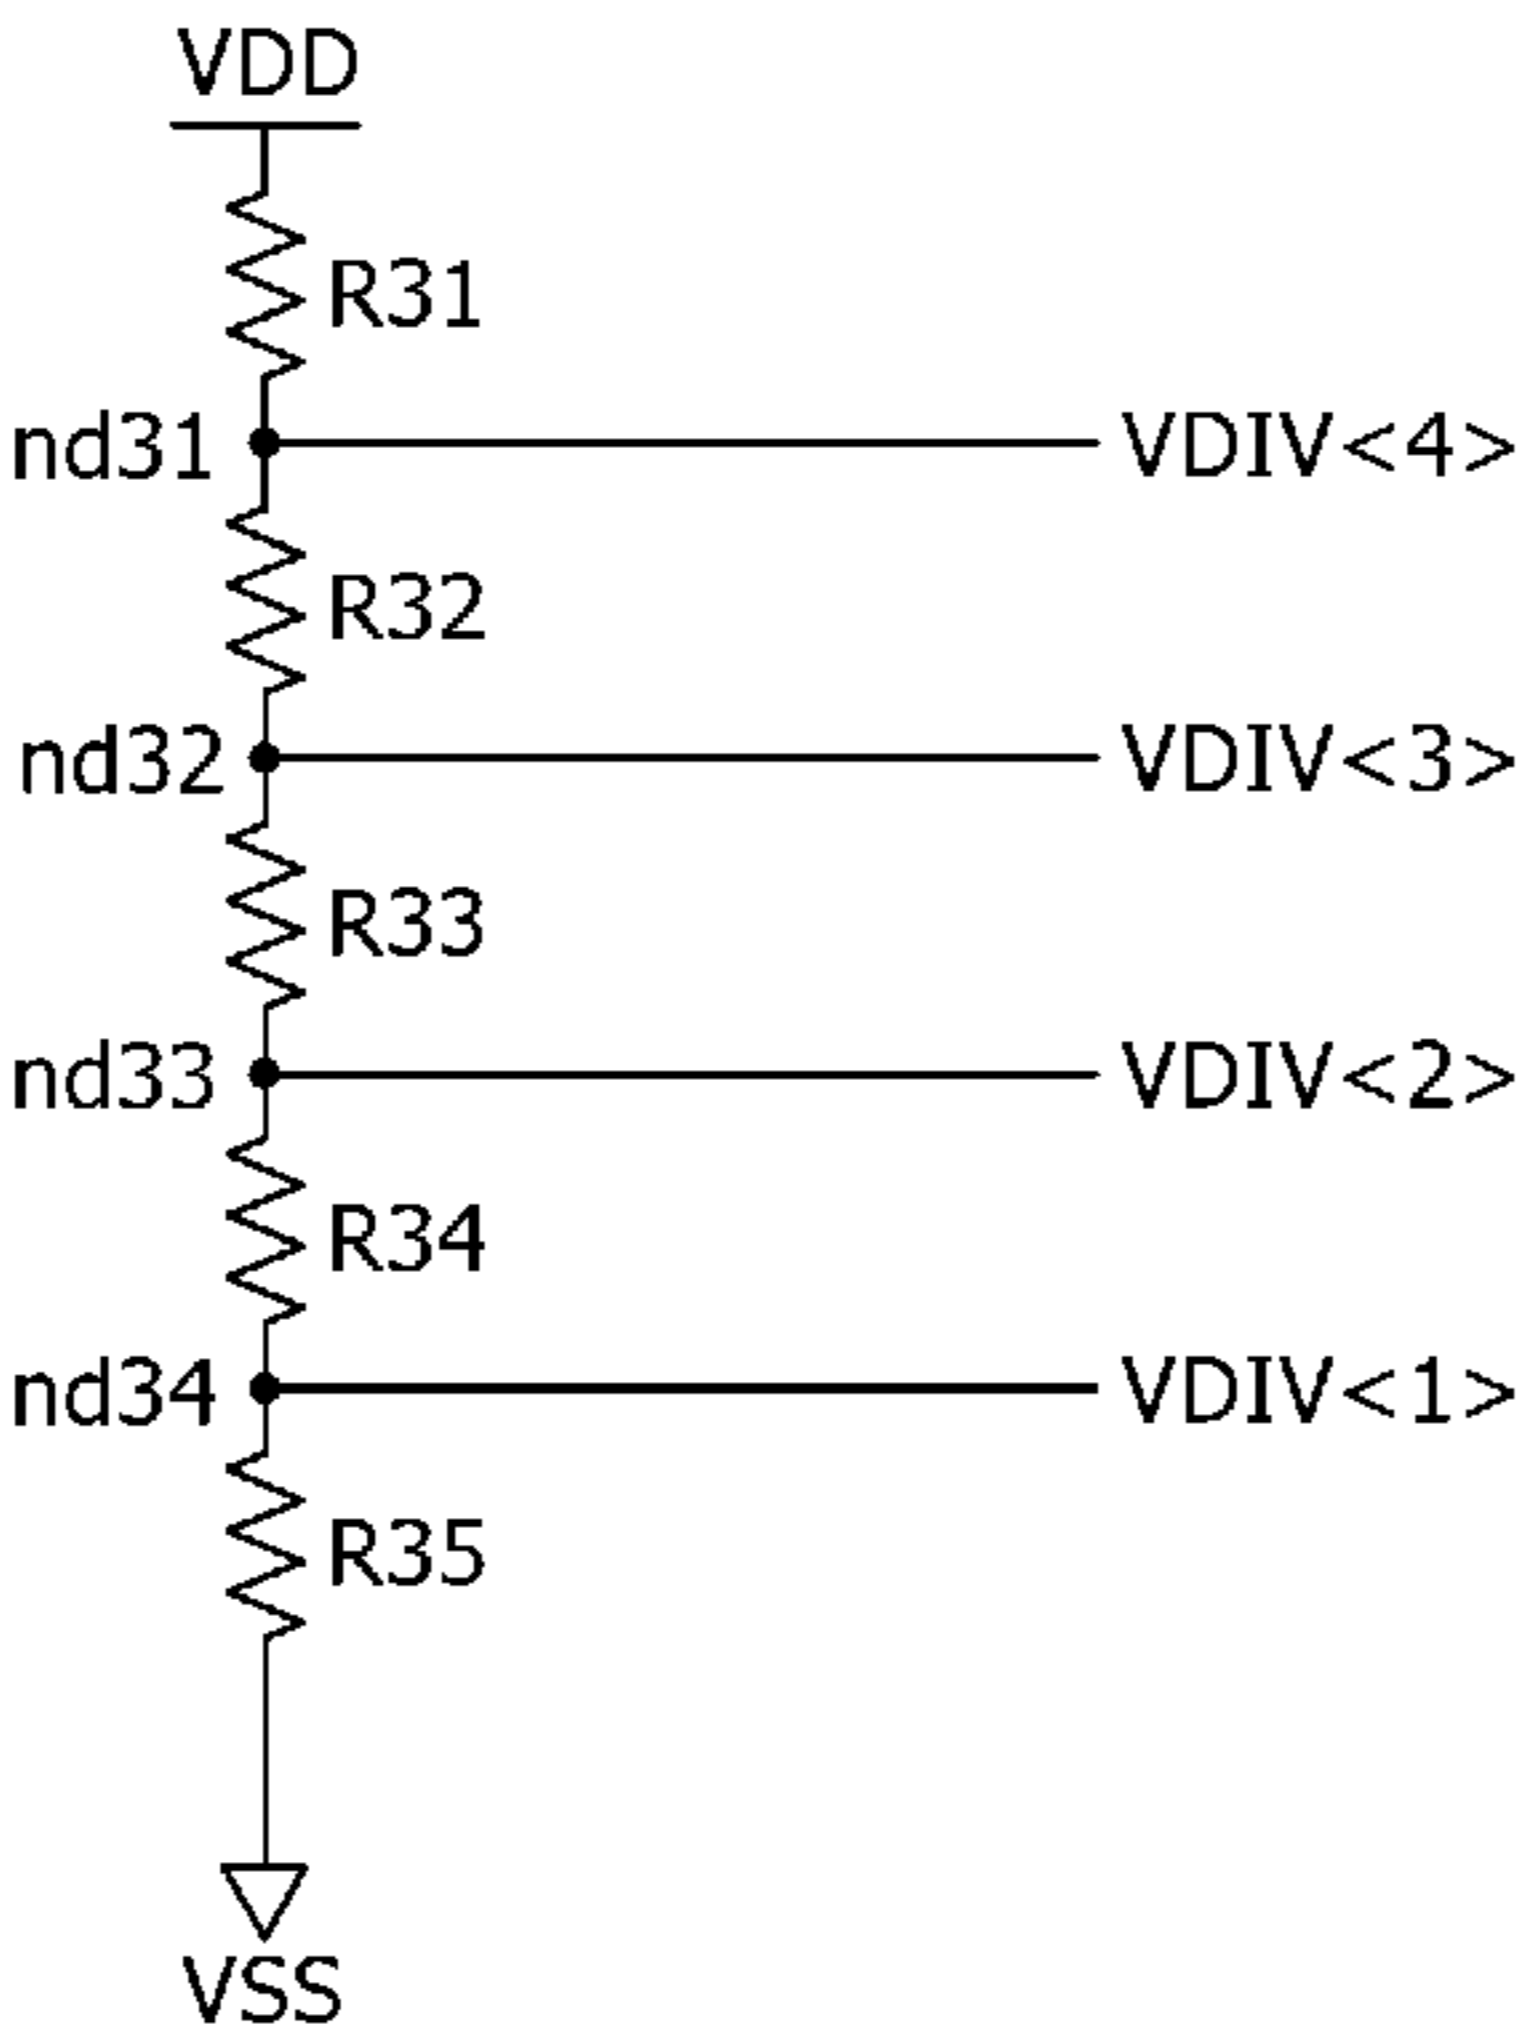 VDD
R31
nd31 VDIV<4>
R32
nd32 VDIV<3>
R33
nd33 VDIV<2>
R34
nd34 VDIV<1>
R35
VSS